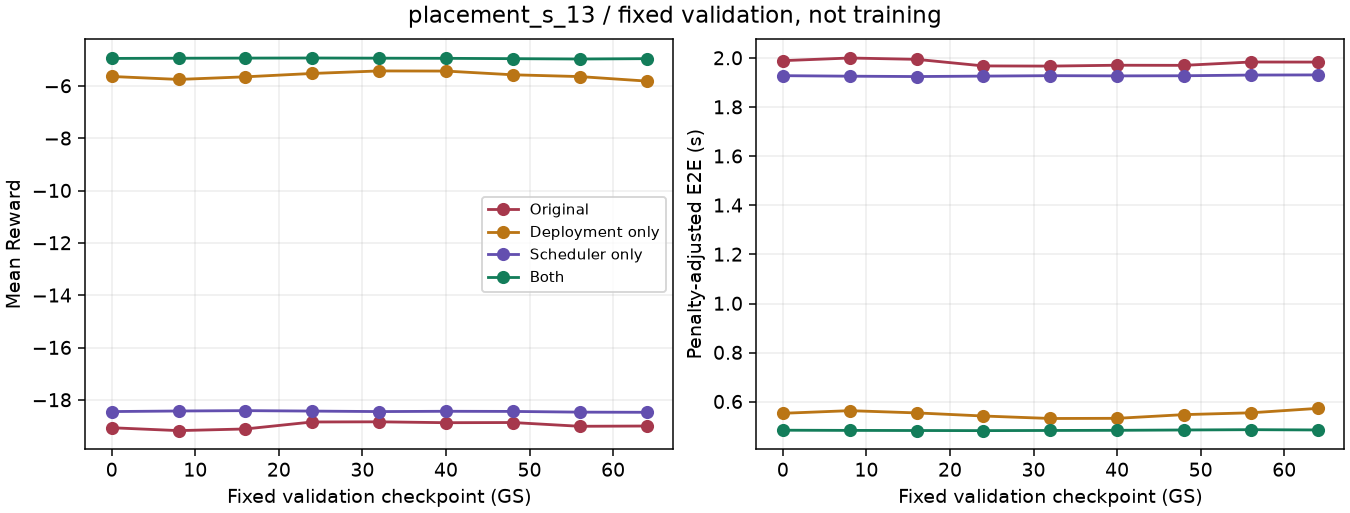 placement_s_13 / fixed validation, not training
Mean Reward
−6
−8
−10
−12
−14
−16
−18
0 10 20 30 40 50 60
Fixed validation checkpoint (GS)
Original
Deployment only
Scheduler only
Both
Penalty-adjusted E2E (s)
2.0
1.8
1.6
1.4
1.2
1.0
0.8
0.6
0 10 20 30 40 50 60
Fixed validation checkpoint (GS)